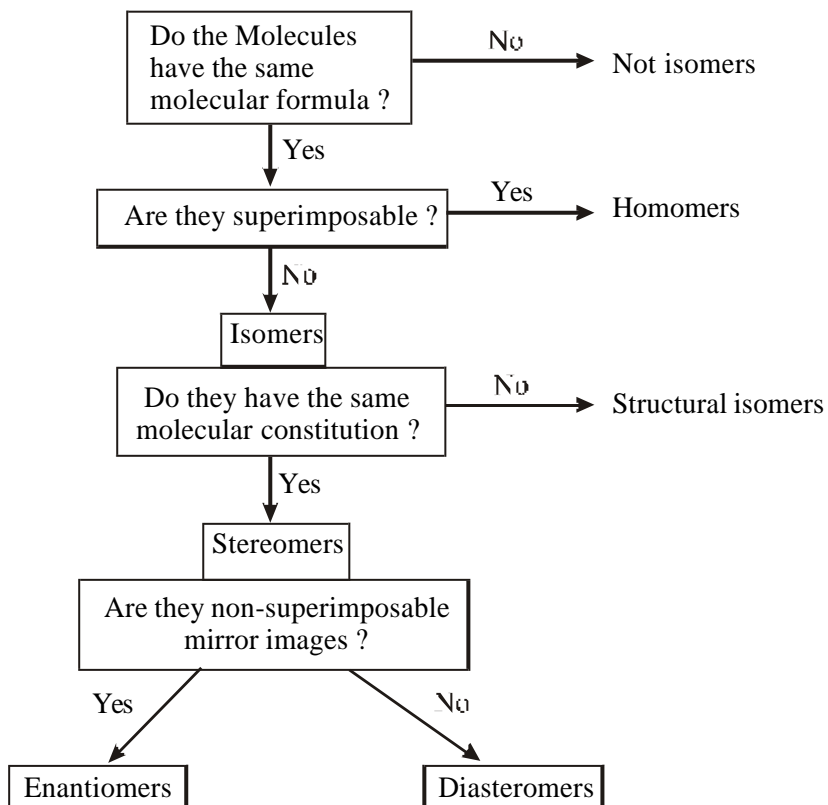 Do the Molecules
have the same
molecular formula ?
No
Not isomers
Yes
Are they superimposable ?
Yes
Homomers
No
Isomers
Do they have the same
molecular constitution ?
No
Structural isomers
Yes
Stereomers
Are they non-superimposable
mirror images ?
Yes
No
Enantiomers
Diasteromers